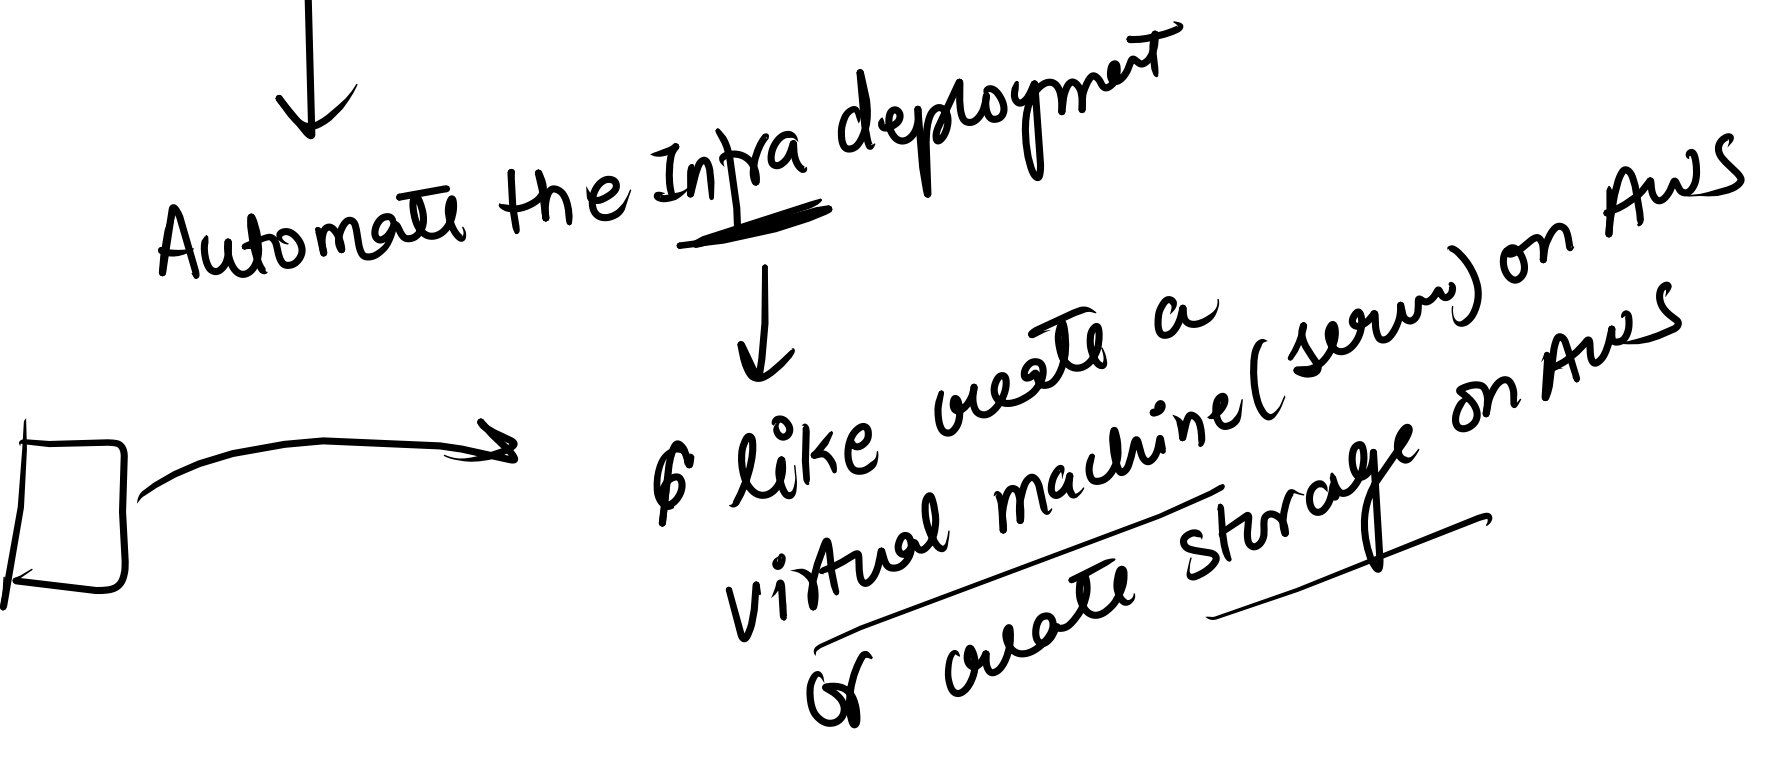 Automate the Infra deployment
like create a
virtual machine (server) on AWS
or create storage on AWS